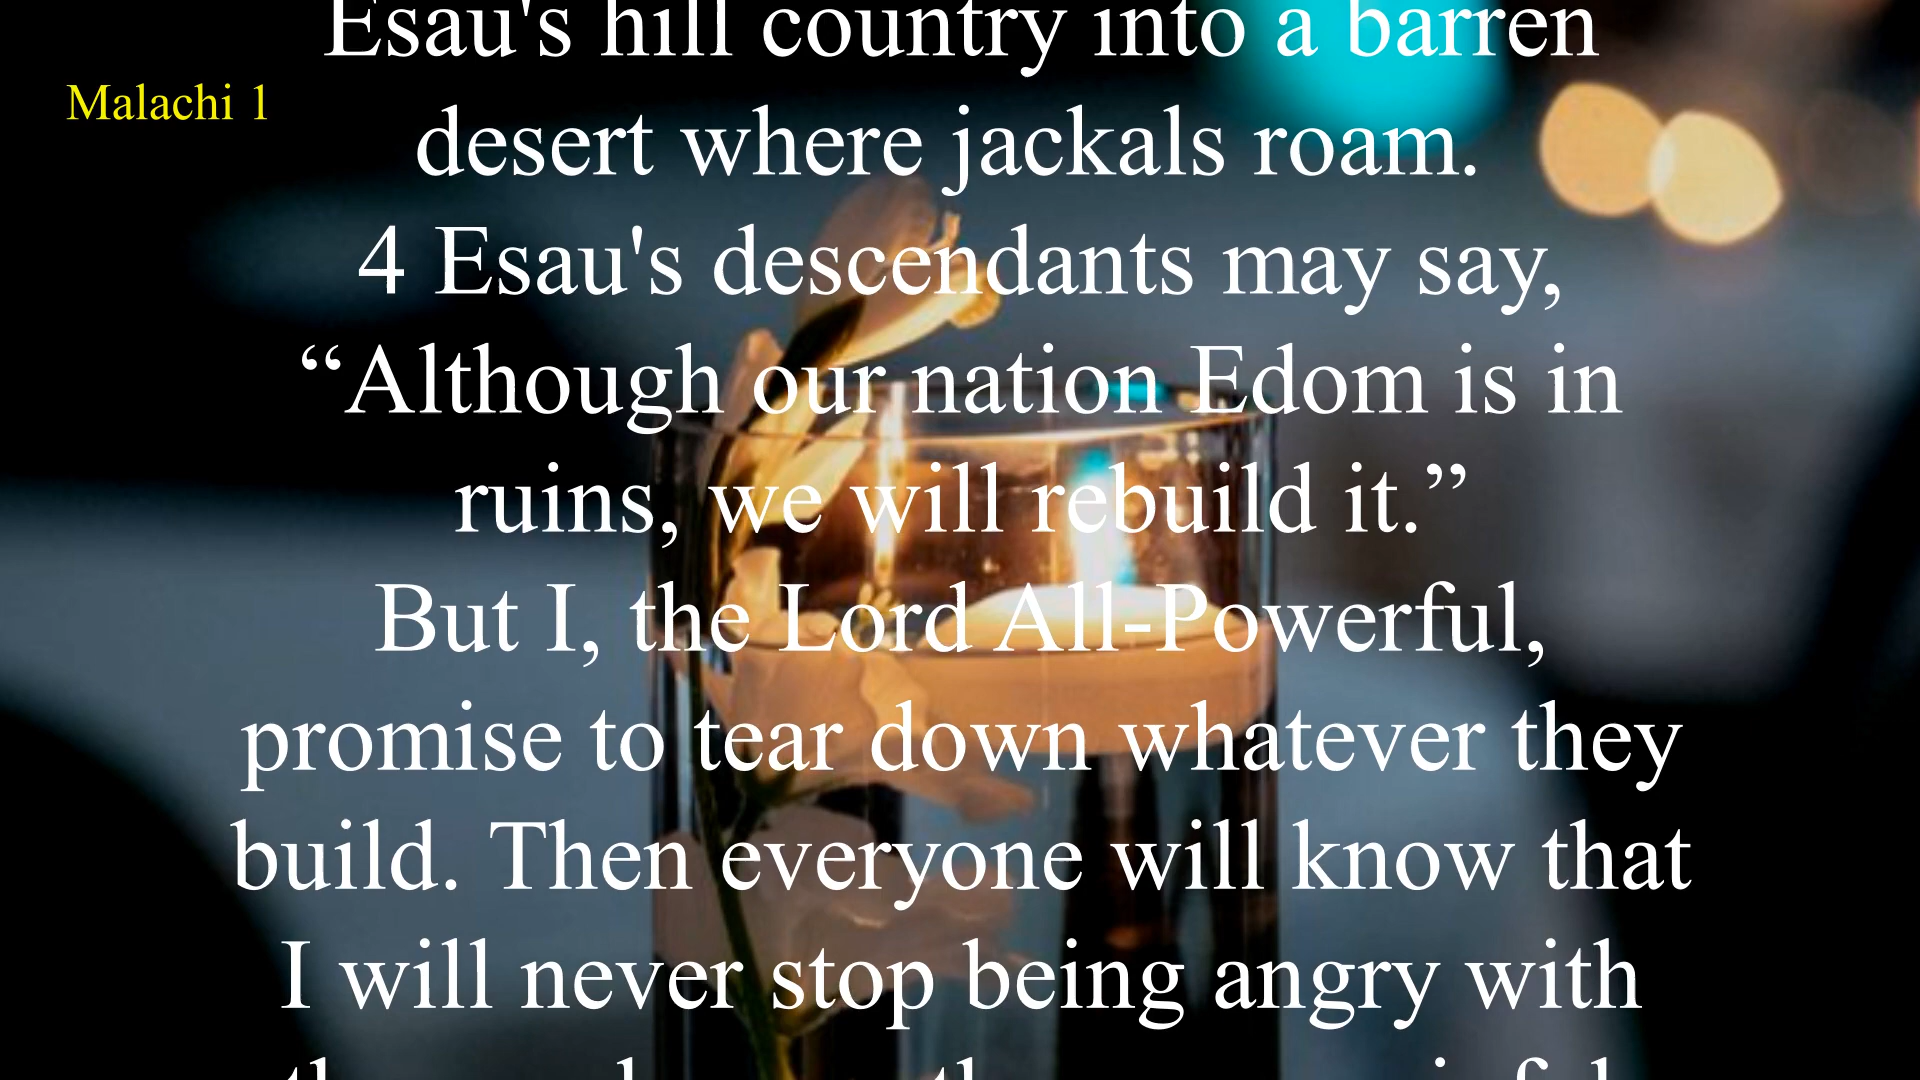 Esau's hill country into a barren
Malachi 1
desert where jackals roam.
4 Esau's descendants may say,
“Although our nation Edom is in
ruins, we will rebuild it.”
But I, the Lord All-Powerful,
promise to tear down whatever they
build. Then everyone will know that
I will never stop being angry with